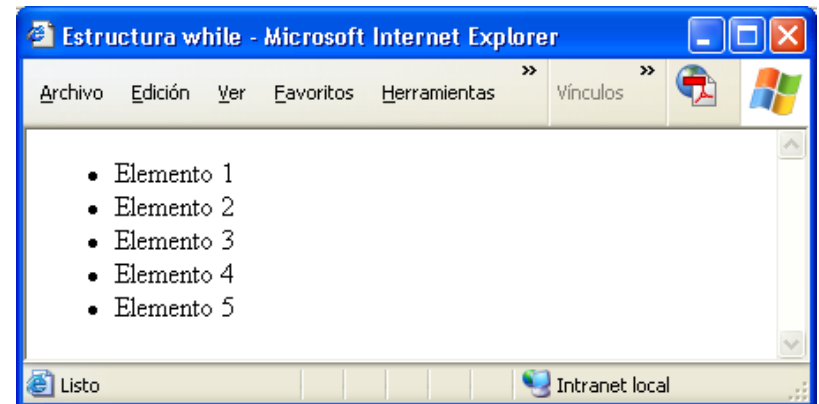 Estructura while - Microsoft Internet Explorer
Archivo Edición Ver Favoritos Herramientas » Vínculos »
• Elemento 1
• Elemento 2
• Elemento 3
• Elemento 4
• Elemento 5
Listo Intranet local